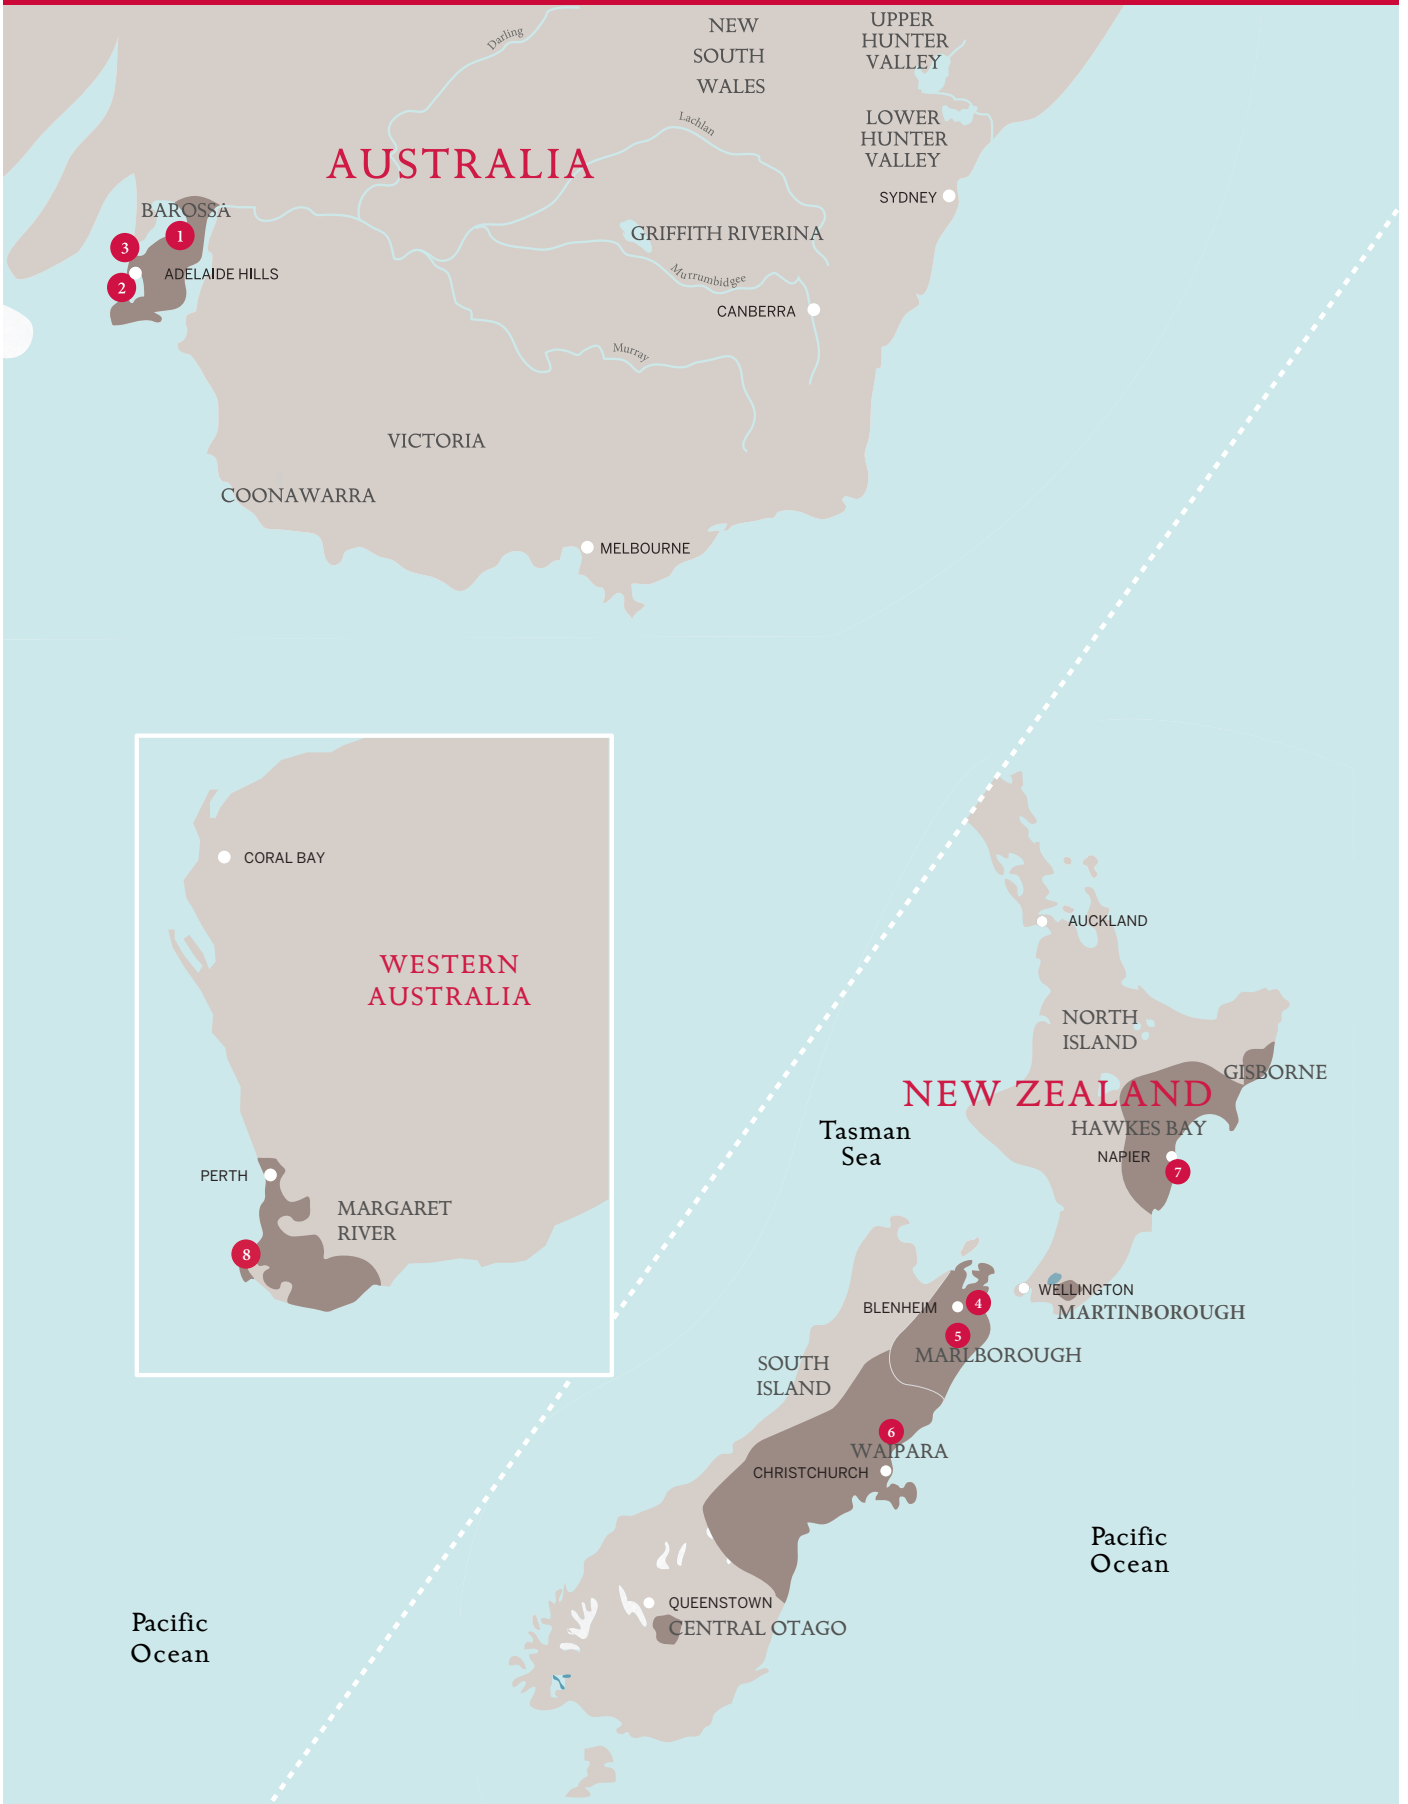 Darling
NEW
SOUTH
WALES
UPPER
HUNTER
VALLEY
Lachlan
LOWER
HUNTER
VALLEY
AUSTRALIA
SYDNEY
BAROSSA
1
3
GRIFFITH RIVERINA
ADELAIDE HILLS
2
Murrumbidgee
CANBERRA
Murray
VICTORIA
COONAWARRA
MELBOURNE
CORAL BAY
WESTERN
AUSTRALIA
PERTH
MARGARET
RIVER
8
AUCKLAND
NORTH
ISLAND
GISBORNE
NEW ZEALAND
Tasman
Sea
HAWKES BAY
NAPIER
7
WELLINGTON
MARTINBOROUGH
BLENHEIM
4
5
MARLBOROUGH
SOUTH
ISLAND
6
WAIPARA
CHRISTCHURCH
Pacific
Ocean
QUEENSTOWN
CENTRAL OTAGO
Pacific
Ocean